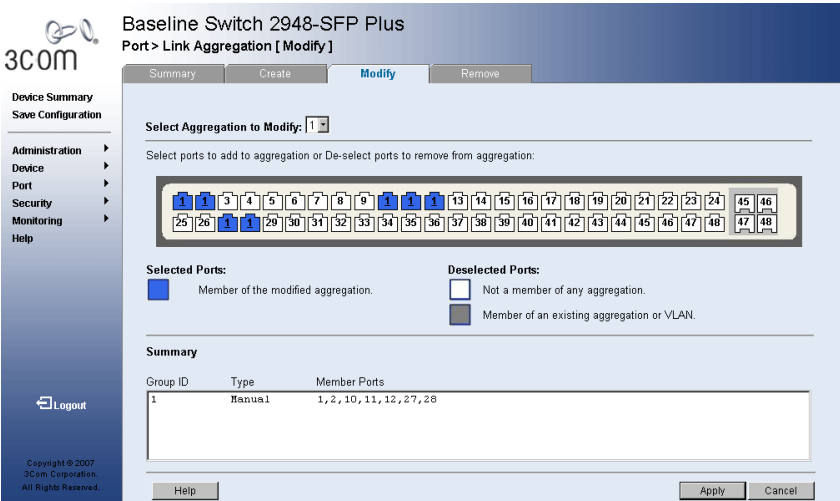 3com
Baseline Switch 2948-SFP Plus
Port > Link Aggregation [ Modify ]
Summary Create Modify Remove
Device Summary
Save Configuration
Administration
Device
Port
Security
Monitoring
Help
Logout
Copyright © 2007
3Com Corporation.
All Rights Reserved.
Select Aggregation to Modify: 1
Select ports to add to aggregation or De-select ports to remove from aggregation:
1 1 3 4 5 6 7 8 9 1 1 1 13 14 15 16 17 18 19 20 21 22 23 24 45 46
25 26 1 1 29 30 31 32 33 34 35 36 37 38 39 40 41 42 43 44 45 46 47 48 47 48
Selected Ports: Deselected Ports:
Member of the modified aggregation. Not a member of any aggregation.
Member of an existing aggregation or VLAN.
Summary
Group ID Type Member Ports
1 Manual 1,2,10,11,12,27,28
Help Apply Cancel